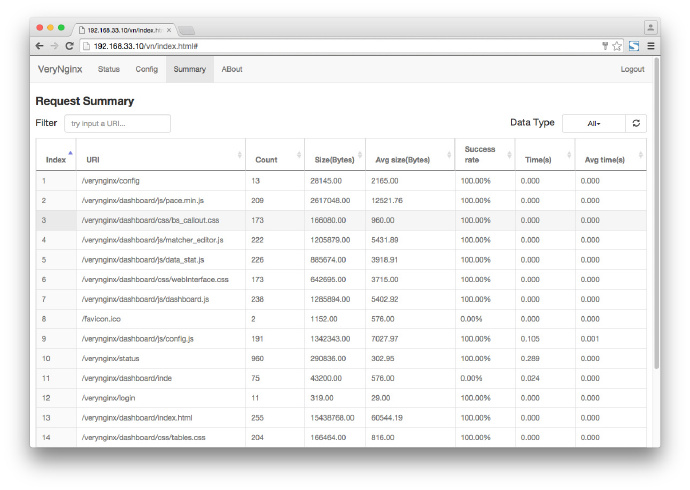 192.168.33.10/vn/index.ht
192.168.33.10/vn/index.html#
VeryNginx Status Config Summary ABout Logout
Request Summary
Filter try input a URI... Data Type All
Index URI Count Size(Bytes) Avg size(Bytes) Success rate Time(s) Avg time(s)
1 /verynginx/config 13 28145.00 2165.00 100.00% 0.000 0.000
2 /verynginx/dashboard/js/pace.min.js 209 2617048.00 12521.76 100.00% 0.000 0.000
3 /verynginx/dashboard/css/bs_callout.css 173 166080.00 960.00 100.00% 0.000 0.000
4 /verynginx/dashboard/js/matcher_editor.js 222 1205879.00 5431.89 100.00% 0.000 0.000
5 /verynginx/dashboard/js/data_stat.js 226 885674.00 3918.91 100.00% 0.000 0.000
6 /verynginx/dashboard/css/webInterface.css 173 642695.00 3715.00 100.00% 0.000 0.000
7 /verynginx/dashboard/js/dashboard.js 238 1285894.00 5402.92 100.00% 0.000 0.000
8 /favicon.ico 2 1152.00 576.00 0.00% 0.000 0.000
9 /verynginx/dashboard/js/config.js 191 1342343.00 7027.97 100.00% 0.105 0.001
10 /verynginx/status 960 290836.00 302.95 100.00% 0.289 0.000
11 /verynginx/dashboard/inde 75 43200.00 576.00 0.00% 0.024 0.000
12 /verynginx/login 11 319.00 29.00 100.00% 0.000 0.000
13 /verynginx/dashboard/index.html 255 15438768.00 60544.19 100.00% 0.000 0.000
14 /verynginx/dashboard/css/tables.css 204 166464.00 816.00 100.00% 0.000 0.000